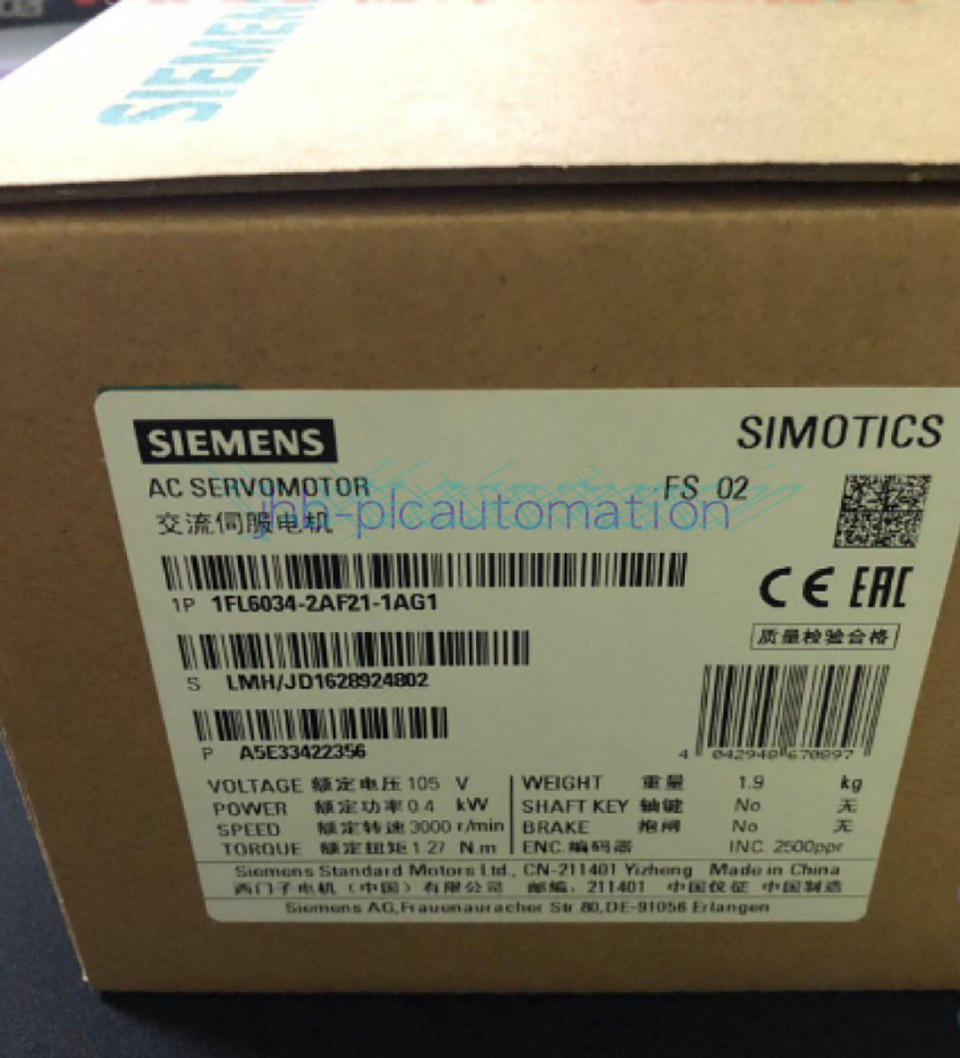 SIEMENS
SIEMENS
SIMOTICS
AC SERVOMOTOR
FS 02
交流伺服电机
jhb-plcautomation
1P 1FL6034-2AF21-1AG1
CE EAC
质量检验合格
S LMH/JD1628924802
P A5E33422356
4 042948 670897
VOLTAGE 额定电压 105 V
POWER 额定功率 0.4 kW
SPEED 额定转速 3000 r/min
TORQUE 额定扭矩 1.27 N.m
WEIGHT 重量 1.9 kg
SHAFT KEY 轴键 No 无
BRAKE 抱闸 No 无
ENC. 编码器 INC 2500ppr
Siemens Standard Motors Ltd., CN-211401 Yizheng Made in China
西门子电机（中国）有限公司 邮编：211401 中国仪征 中国制造
Siemens AG,Frauenauracher Str.80,DE-91056 Erlangen